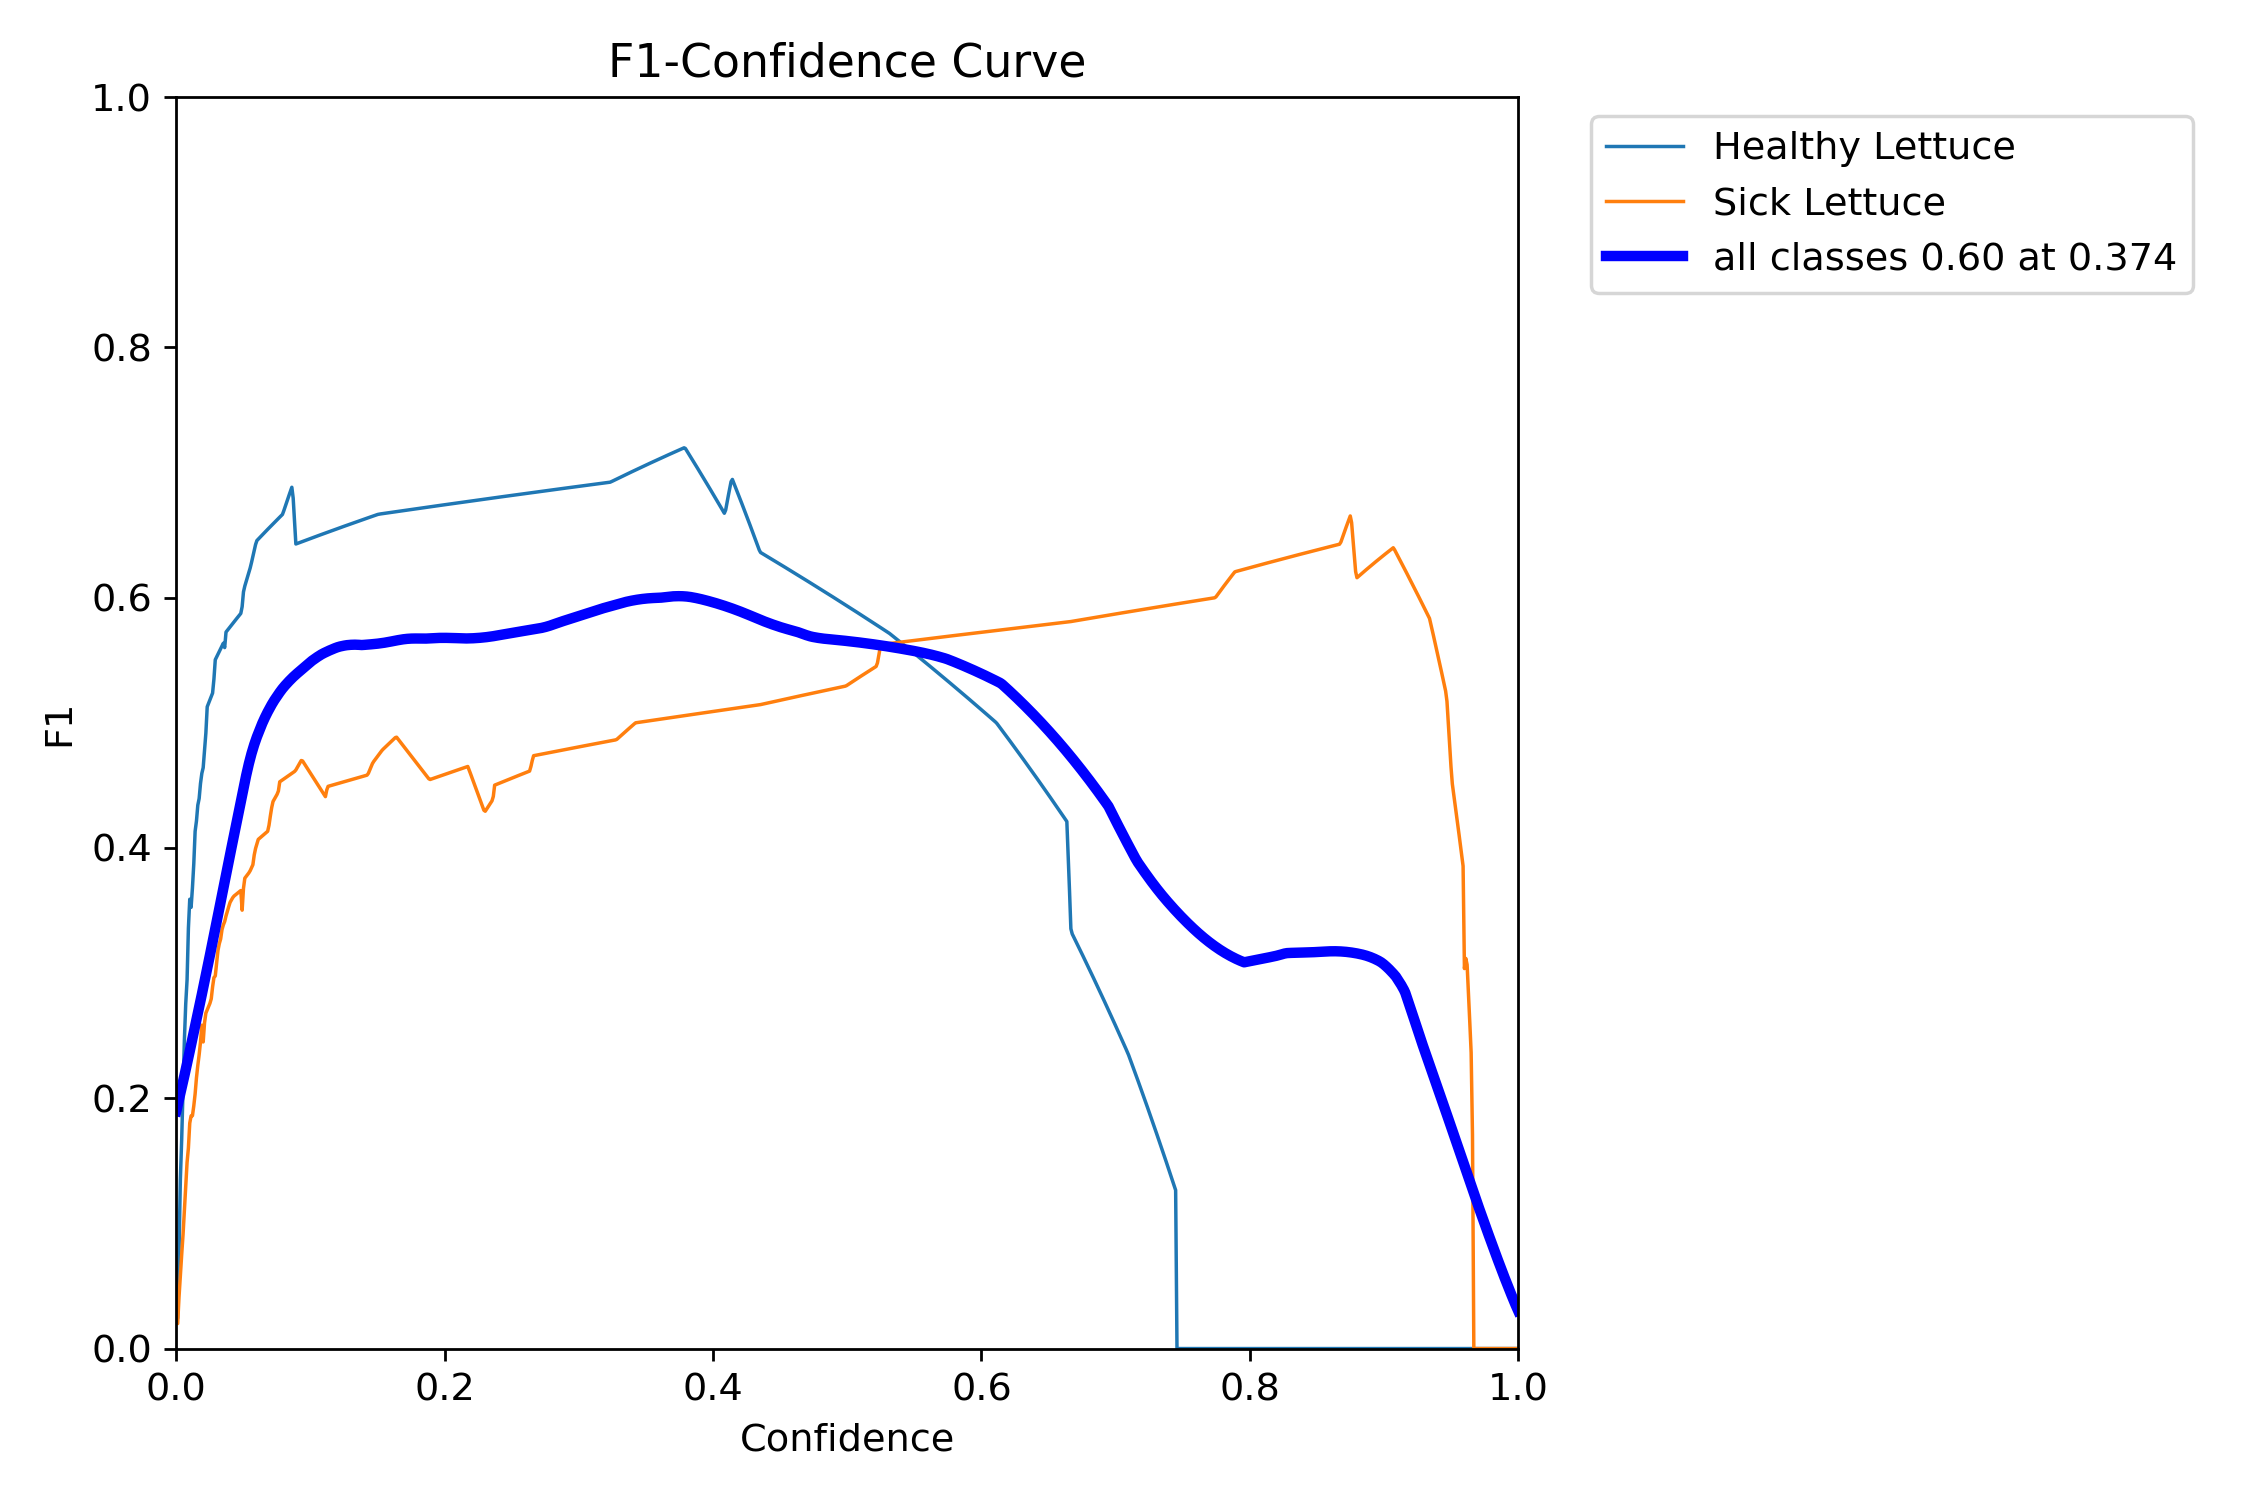 F1-Confidence Curve
1.0
0.8
0.6
0.4
0.2
0.0
F1
0.0 0.2 0.4 0.6 0.8 1.0
Confidence
Healthy Lettuce
Sick Lettuce
all classes 0.60 at 0.374